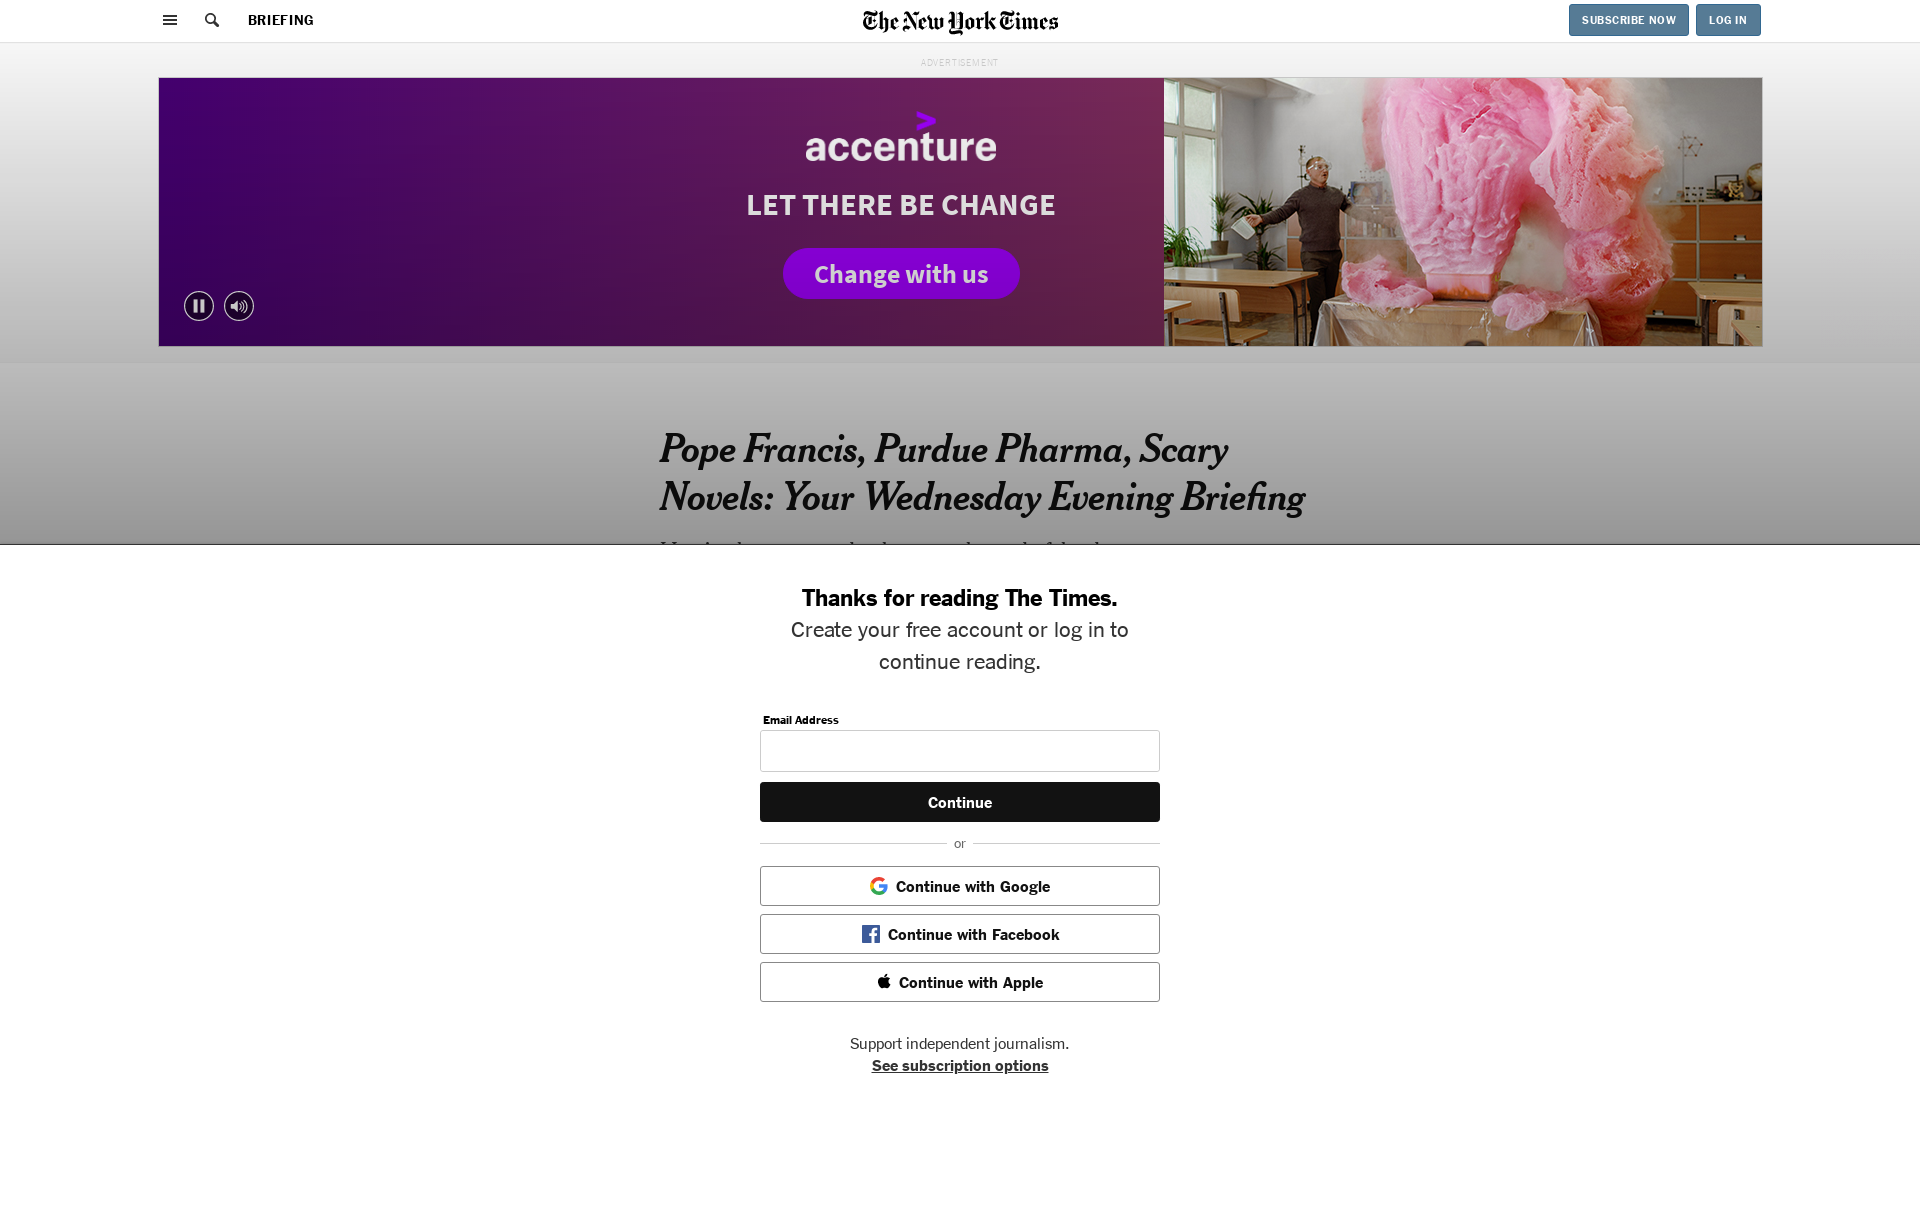 BRIEFING
The New York Times
SUBSCRIBE NOW
LOG IN
ADVERTISEMENT
accenture
LET THERE BE CHANGE
Change with us
Pope Francis, Purdue Pharma, Scary
Novels: Your Wednesday Evening Briefing
Thanks for reading The Times.
Create your free account or log in to
continue reading.
Email Address
Continue
or
Continue with Google
Continue with Facebook
Continue with Apple
Support independent journalism.
See subscription options